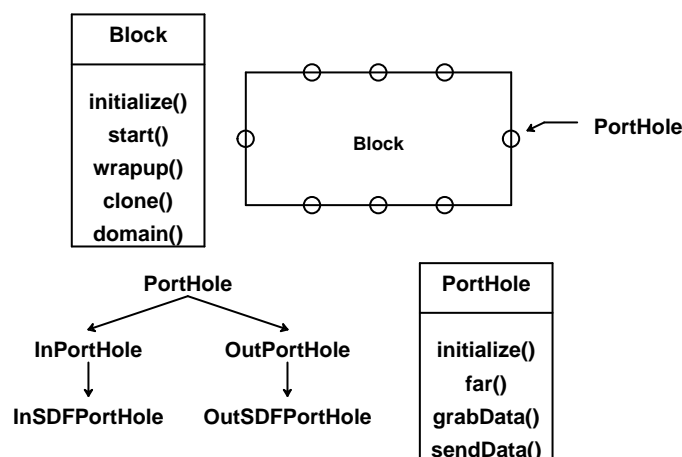 Block
initialize()
start()
wrapup()
clone()
domain()
Block
PortHole
PortHole
InPortHole OutPortHole
InSDFPortHole OutSDFPortHole
PortHole
initialize()
far()
grabData()
sendData()